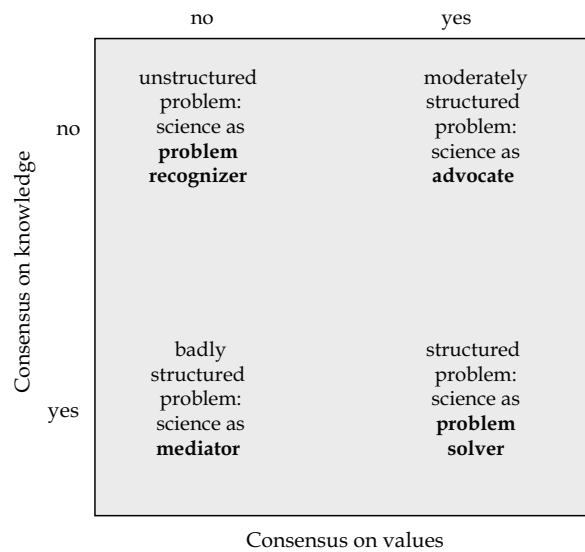 no
yes
Consensus on knowledge
no
unstructured
problem:
science as
problem
recognizer
moderately
structured
problem:
science as
advocate
yes
badly
structured
problem:
science as
mediator
structured
problem:
science as
problem
solver
Consensus on values